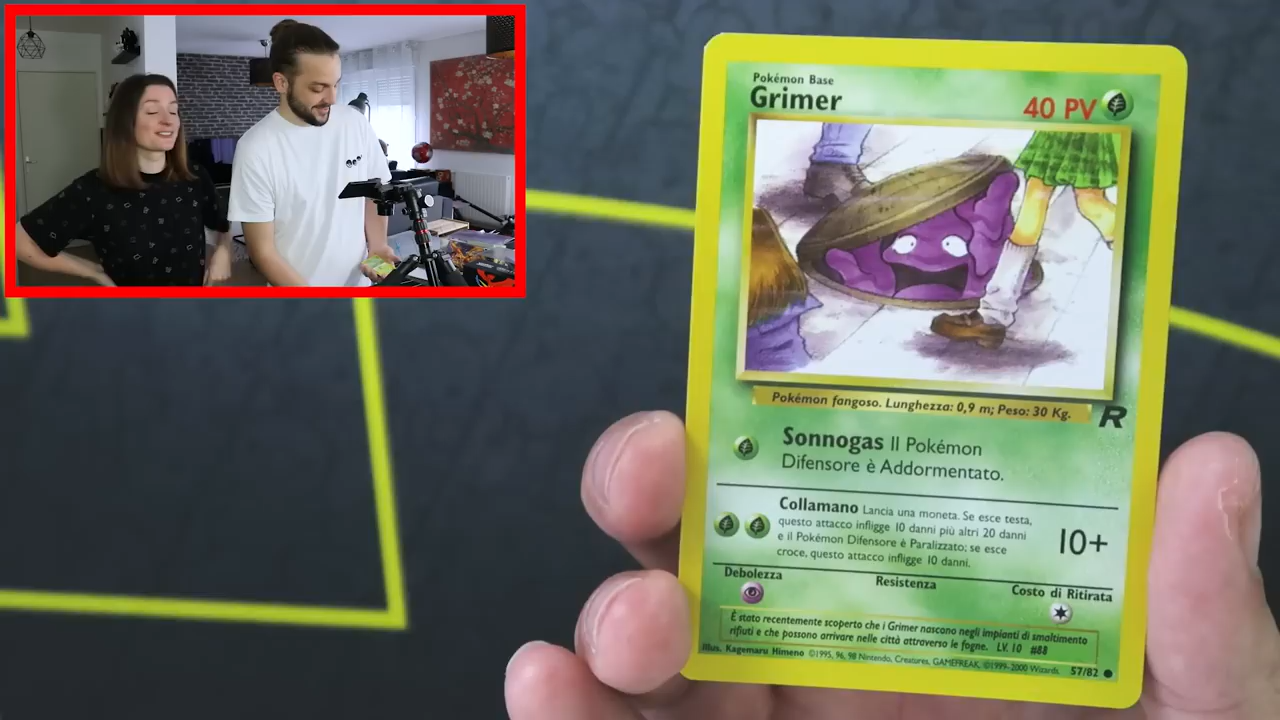 Pokémon Base
Grimer
40 PV
Pokémon fangoso. Lunghezza: 0,9 m; Peso: 30 Kg.
R
Sonnogas Il Pokémon
Difensore è Addormentato.
Collamano Lancia una moneta. Se esce testa,
questo attacco infligge 10 danni più altri 20 danni
e il Pokémon Difensore è Paralizzato; se esce
croce, questo attacco infligge 10 danni.
10+
Debolezza
Resistenza
Costo di Ritirata
È stato recentemente scoperto che i Grimer nascono negli impianti di smaltimento
rifiuti e che possono arrivare nelle città attraverso le fogne. LV. 10 #88
Illus. Kagemaru Himeno ©1995, 96, 98 Nintendo, Creatures, GAMEFREAK, ©1999-2000 Wizards. 57/82